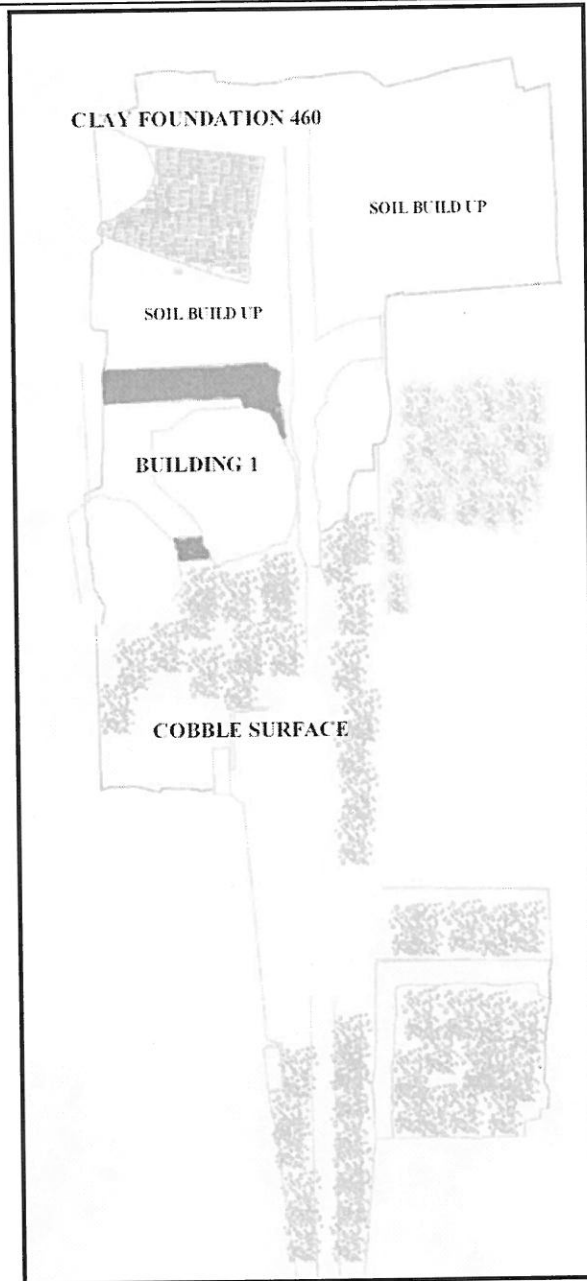 CLAY FOUNDATION 460
SOIL BUILD UP
SOIL BUILD UP
BUILDING 1
COBBLE SURFACE